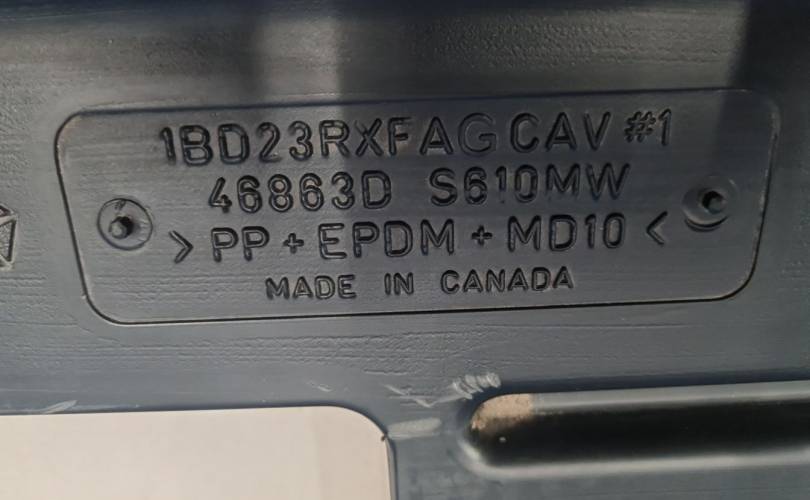 1BD23RXFAG CAV #1
46863D S610MW
>PP + EPDM + MD10<
MADE IN CANADA